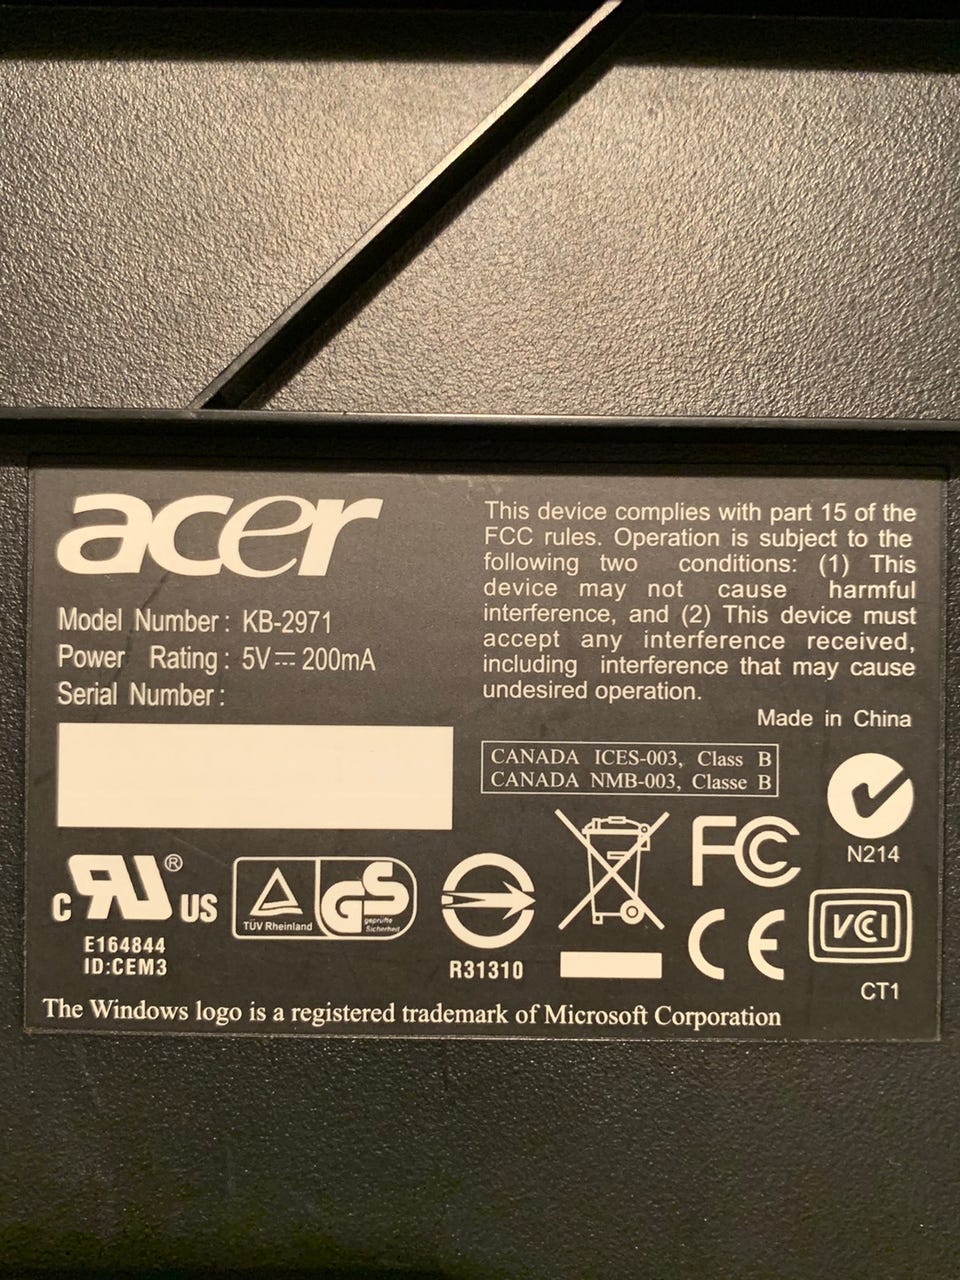 acer
Model Number : KB-2971
Power Rating : 5V⎓200mA
Serial Number :
This device complies with part 15 of the
FCC rules. Operation is subject to the
following two conditions: (1) This
device may not cause harmful
interference, and (2) This device must
accept any interference received,
including interference that may cause
undesired operation.
Made in China
CANADA ICES-003, Class B
CANADA NMB-003, Classe B
N214
C RU ® US
E164844
ID:CEM3
TÜV Rheinland
GS
geprüfte
Sicherheit
R31310
FC
CE
VCCI
CT1
The Windows logo is a registered trademark of Microsoft Corporation